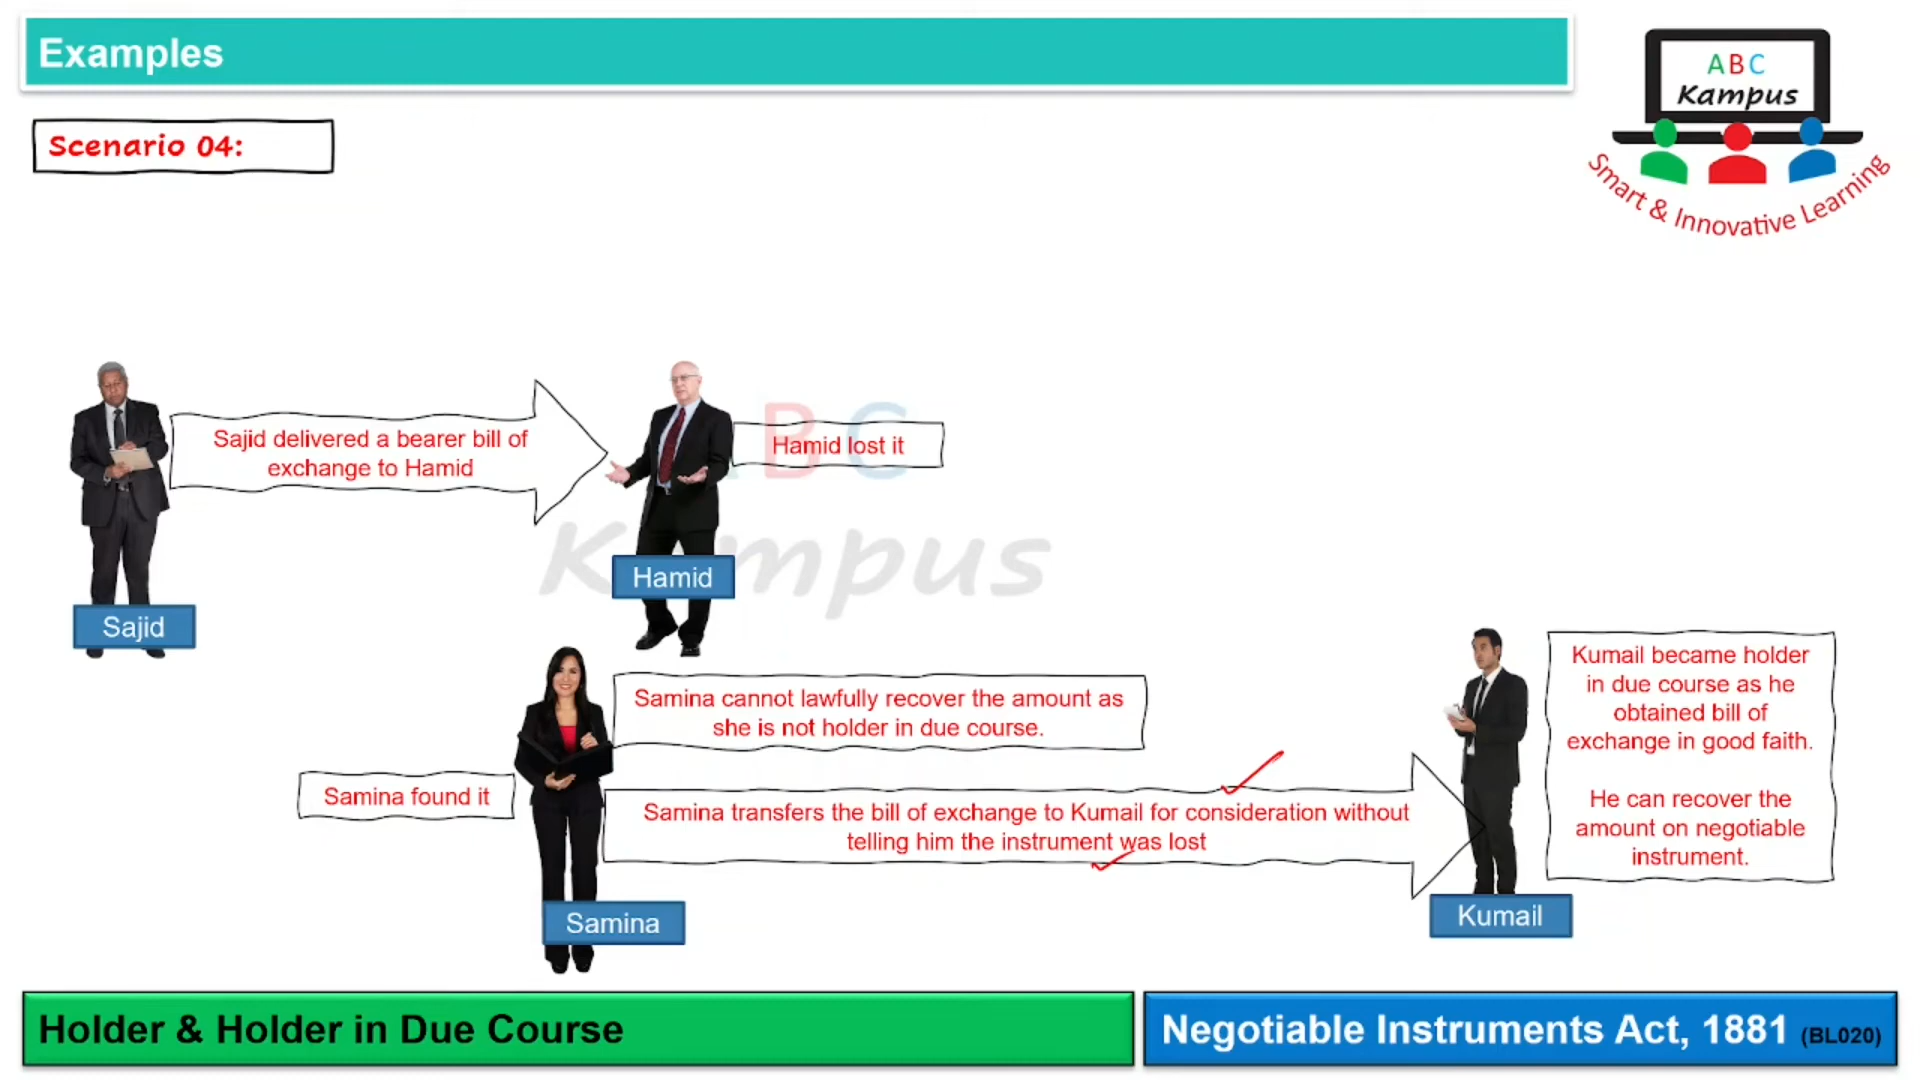 Examples
ABC
Kampus
Smart & Innovative Learning
Scenario 04:
Sajid delivered a bearer bill of
exchange to Hamid
Hamid lost it
Sajid
Hamid
ABC
Kampus
Samina found it
Samina cannot lawfully recover the amount as
she is not holder in due course.
Samina transfers the bill of exchange to Kumail for consideration without
telling him the instrument was lost
Samina
Kumail
Kumail became holder
in due course as he
obtained bill of
exchange in good faith.
He can recover the
amount on negotiable
instrument.
Holder & Holder in Due Course
Negotiable Instruments Act, 1881 (BL020)